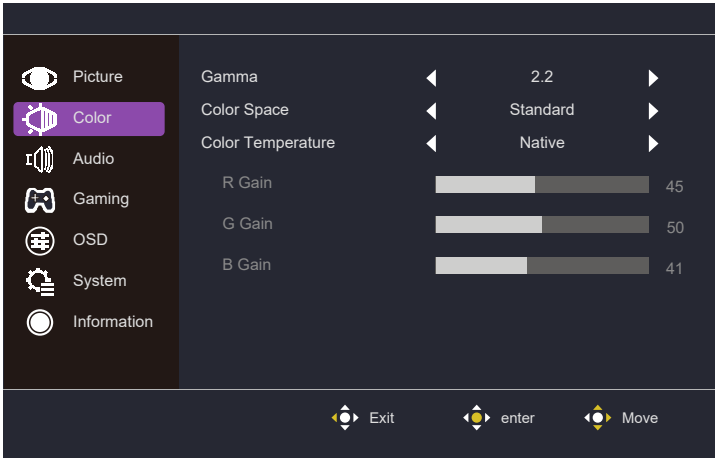 Picture
Color
Audio
Gaming
OSD
System
Information
Gamma 2.2
Color Space Standard
Color Temperature Native
R Gain 45
G Gain 50
B Gain 41
Exit enter Move